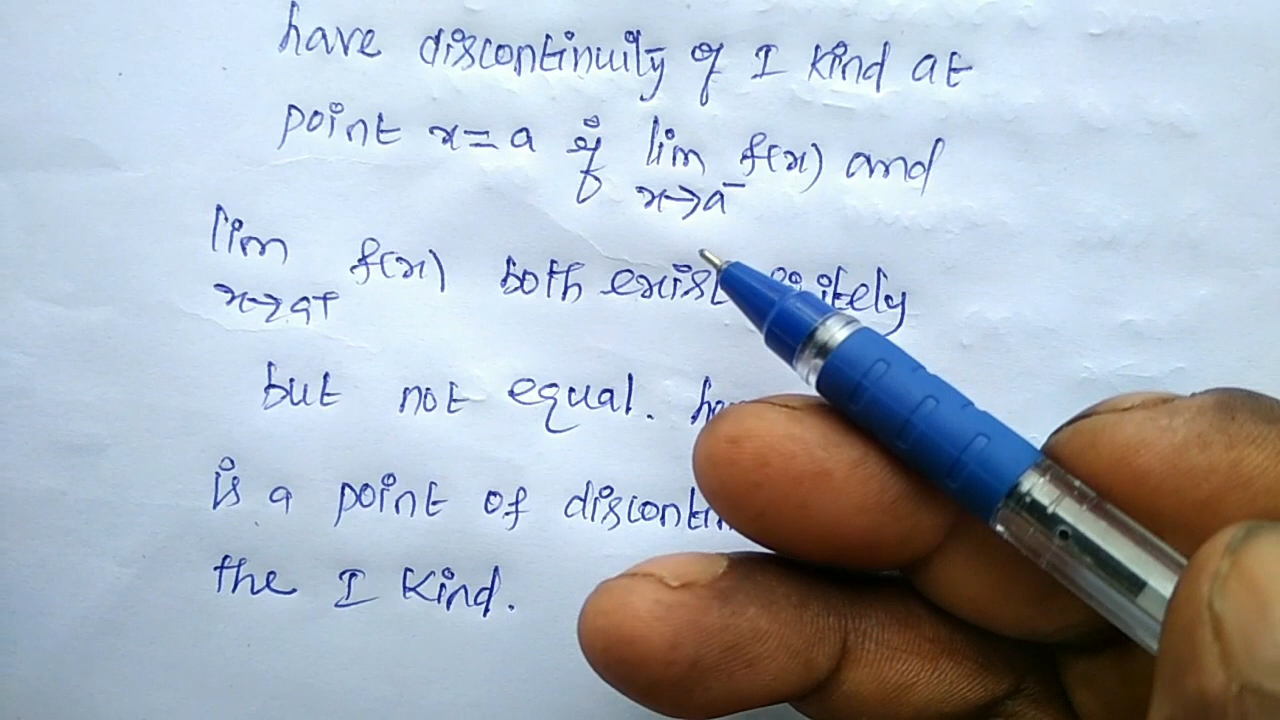 have discontinuity of I kind at
point x = a if lim f(x) and
x→a⁻
lim f(x) both exist
x→a+
but not equal.
is a point of
the I Kind.